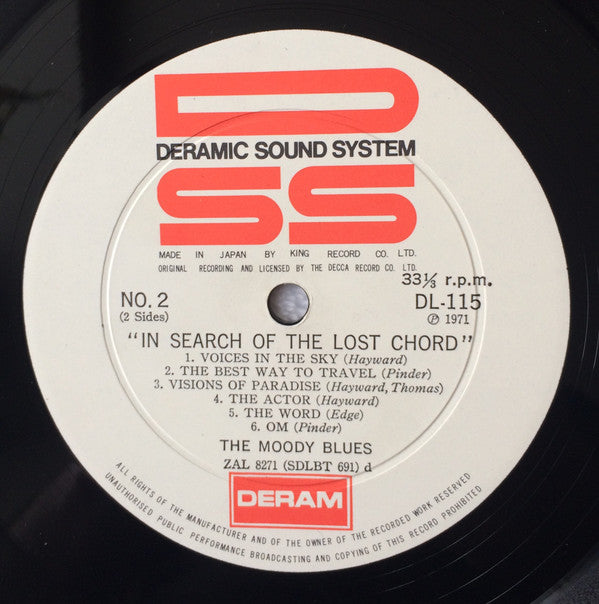 D
DERAMIC SOUND SYSTEM
SS
MADE IN JAPAN BY KING RECORD CO. LTD.
ORIGINAL RECORDING AND LICENSED BY THE DECCA RECORD CO. LTD.
33⅓ r.p.m.
NO. 2 DL-115
(2 Sides) Ⓟ 1971
"IN SEARCH OF THE LOST CHORD"
1. VOICES IN THE SKY (Hayward)
2. THE BEST WAY TO TRAVEL (Pinder)
3. VISIONS OF PARADISE (Hayward, Thomas)
4. THE ACTOR (Hayward)
5. THE WORD (Edge)
6. OM (Pinder)
THE MOODY BLUES
ZAL 8271 (SDLBT 691) d
DERAM
ALL RIGHTS OF THE MANUFACTURER AND OF THE OWNER OF THE RECORDED WORK RESERVED
UNAUTHORISED PUBLIC PERFORMANCE BROADCASTING AND COPYING OF THIS RECORD PROHIBITED